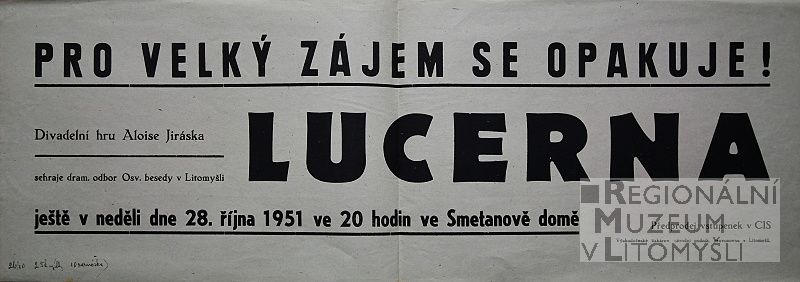 PRO VELKÝ ZÁJEM SE OPAKUJE!
Divadelní hru Aloise Jiráska
LUCERNA
sehraje dram. odbor Osv. besedy v Litomyšli
ještě v neděli dne 28. října 1951 ve 20 hodin ve Smetanově domě
Předprodej vstupenek v ČIS
REGIONÁLNÍ
MUZEUM
V LITOMYŠLI